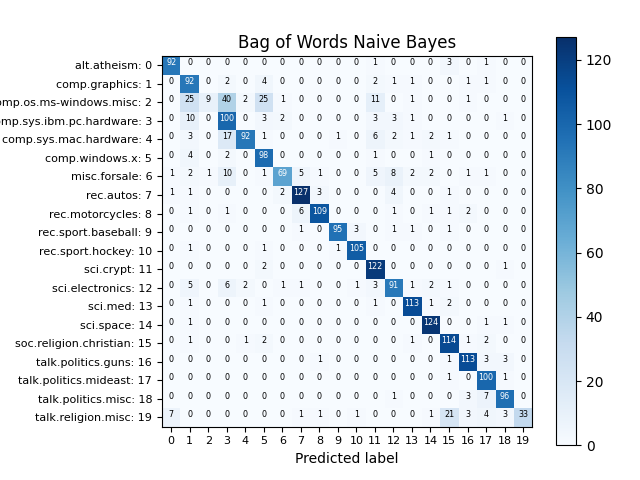 Bag of Words Naive Bayes
alt.atheism: 0 92 0 0 0 0 0 0 0 0 0 0 1 0 0 0 3 0 1 0 0
comp.graphics: 1 0 92 0 2 0 4 0 0 0 0 0 2 1 1 0 0 1 1 0 0
omp.os.ms-windows.misc: 2 0 25 9 40 2 25 1 0 0 0 0 11 0 1 0 0 1 0 0 0
omp.sys.ibm.pc.hardware: 3 0 10 0 100 0 3 2 0 0 0 0 3 3 1 0 0 0 0 1 0
comp.sys.mac.hardware: 4 0 3 0 17 92 1 0 0 0 1 0 6 2 1 2 1 0 0 0 0
comp.windows.x: 5 0 4 0 2 0 98 0 0 0 0 0 1 0 0 0 1 0 0 0 0
misc.forsale: 6 1 2 1 10 0 1 69 5 1 0 0 5 8 2 2 0 1 1 0 0
rec.autos: 7 1 1 0 0 0 0 2 127 3 0 0 0 4 0 0 1 0 0 0 0
rec.motorcycles: 8 0 1 0 1 0 0 0 6 109 0 0 0 1 0 1 1 2 0 0 0
rec.sport.baseball: 9 0 0 0 0 0 0 0 1 0 95 3 0 1 1 0 1 0 0 0 0
rec.sport.hockey: 10 0 1 0 0 0 1 0 0 0 1 105 0 0 0 0 0 0 0 0 0
sci.crypt: 11 0 0 0 0 0 2 0 0 0 0 0 122 0 0 0 0 0 0 1 0
sci.electronics: 12 0 5 0 6 2 0 1 1 0 0 1 3 91 1 2 1 0 0 0 0
sci.med: 13 0 1 0 0 0 1 0 0 0 0 0 1 0 113 1 2 0 0 0 0
sci.space: 14 0 1 0 0 0 0 0 0 0 0 0 0 0 0 124 0 0 1 1 0
soc.religion.christian: 15 0 1 0 0 1 2 0 0 0 0 0 0 0 1 0 114 1 2 0 0
talk.politics.guns: 16 0 0 0 0 0 0 0 0 1 0 0 0 0 0 0 1 113 3 3 0
talk.politics.mideast: 17 0 0 0 0 0 0 0 0 0 0 0 0 0 0 0 1 0 100 1 0
talk.politics.misc: 18 0 0 0 0 0 0 0 0 0 0 0 0 1 0 0 0 3 7 96 0
talk.religion.misc: 19 7 0 0 0 0 0 0 1 1 0 1 0 0 0 1 21 3 4 3 33
0 1 2 3 4 5 6 7 8 9 10 11 12 13 14 15 16 17 18 19
Predicted label
120
100
80
60
40
20
0